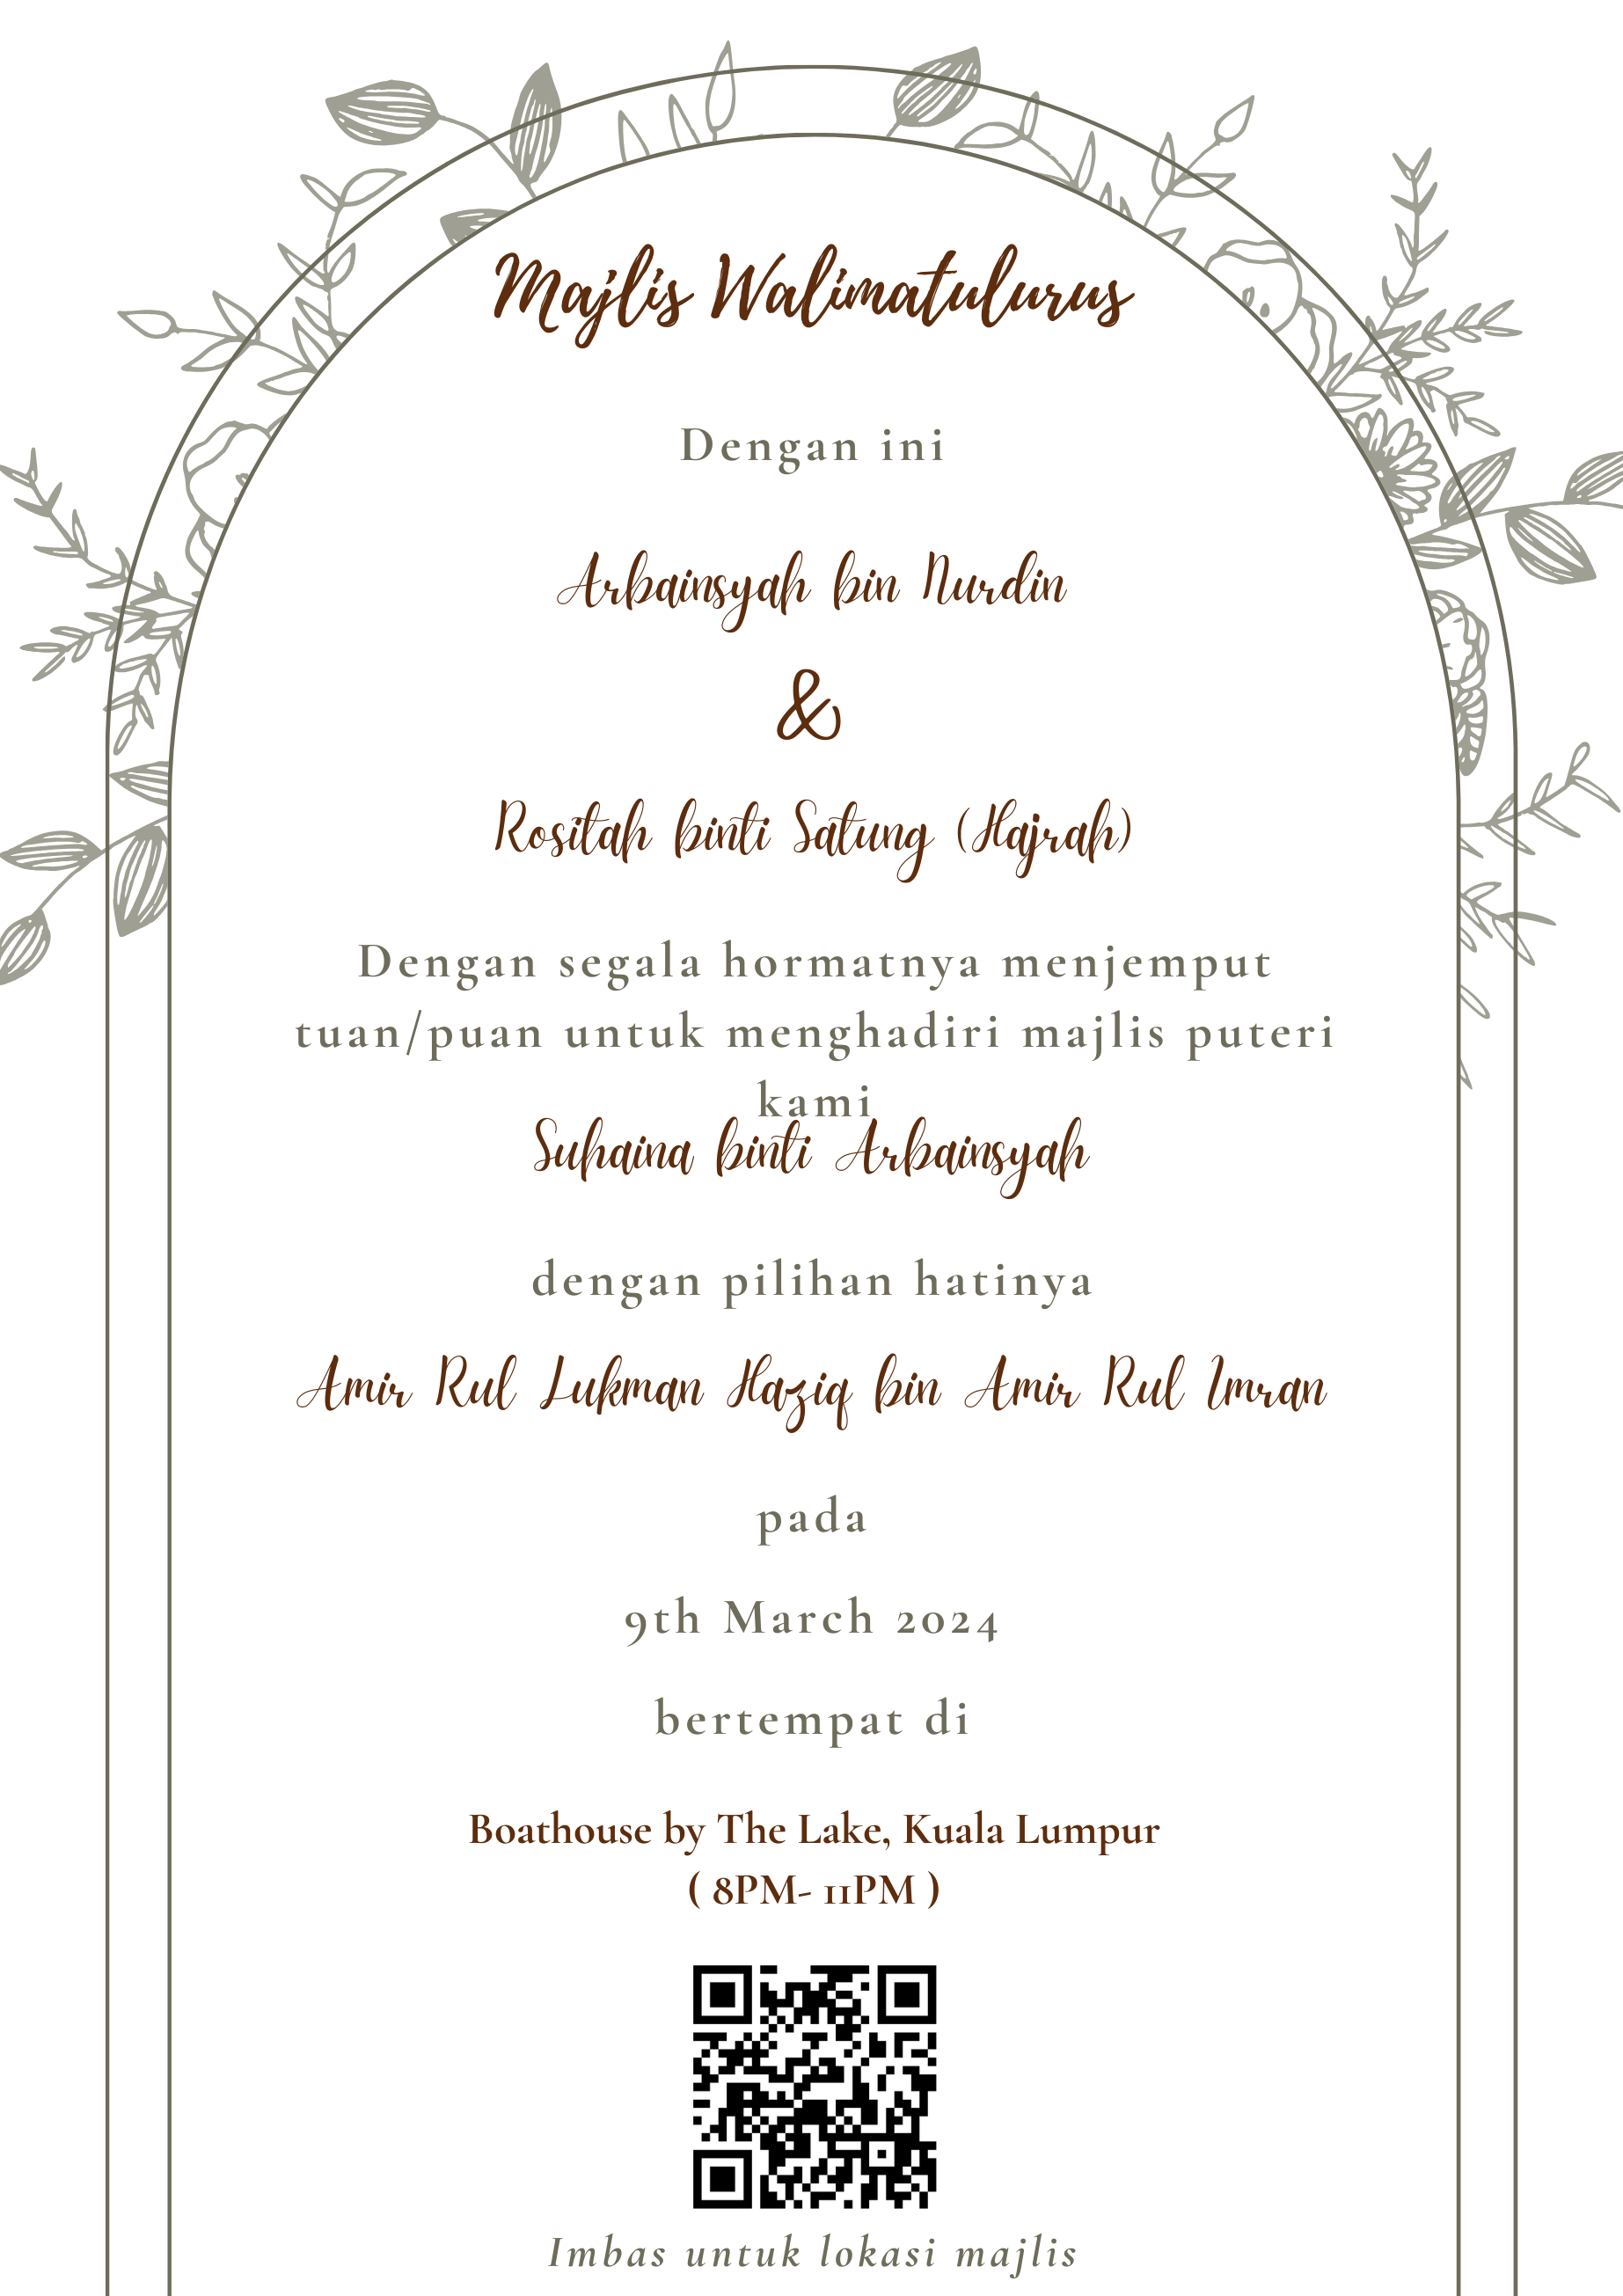 Majlis Walimatulurus
Dengan ini
Arbainsyah bin Nurdin
&
Rositah binti Satung (Hajrah)
Dengan segala hormatnya menjemput
tuan/puan untuk menghadiri majlis puteri
kami
Suhaina binti Arbainsyah
dengan pilihan hatinya
Amir Rul Lukman Haziq bin Amir Rul Imran
pada
9th March 2024
bertempat di
Boathouse by The Lake, Kuala Lumpur
( 8PM- 11PM )
Imbas untuk lokasi majlis